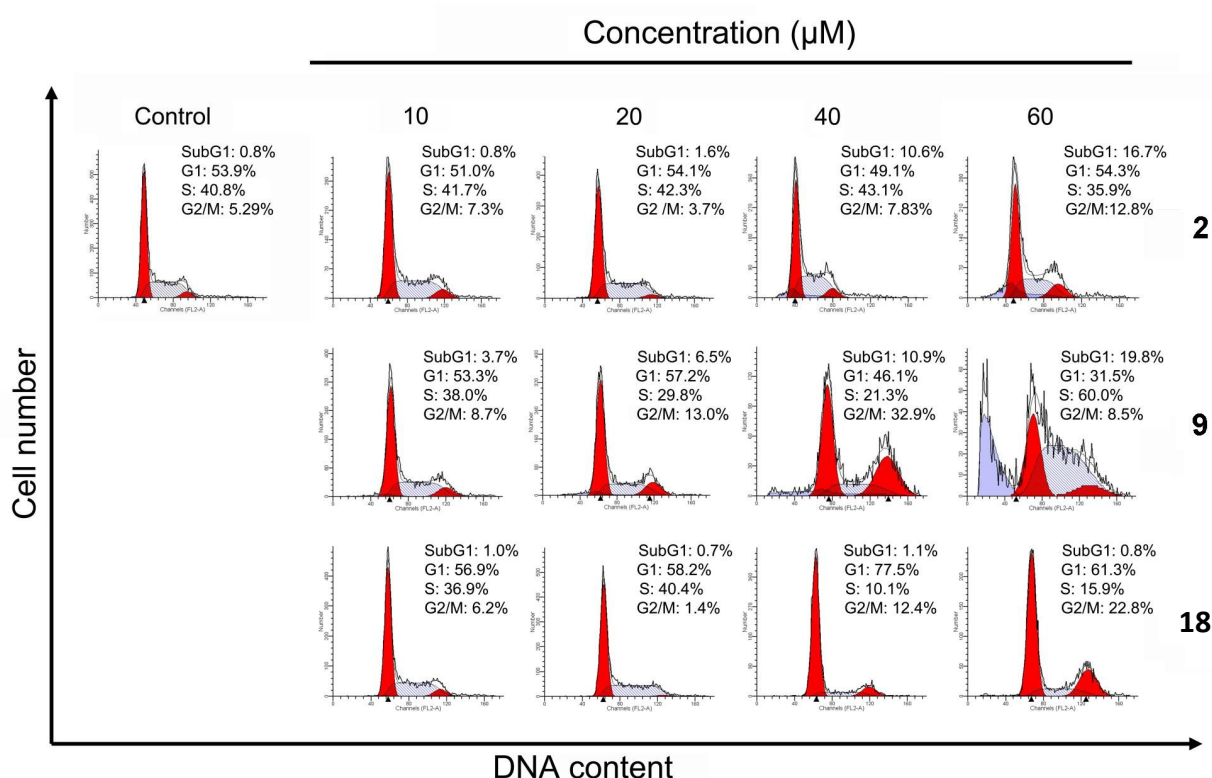 Concentration (µM)
Control
10
20
40
60
SubG1: 0.8%
G1: 53.9%
S: 40.8%
G2/M: 5.29%
SubG1: 0.8%
G1: 51.0%
S: 41.7%
G2/M: 7.3%
SubG1: 1.6%
G1: 54.1%
S: 42.3%
G2 /M: 3.7%
SubG1: 10.6%
G1: 49.1%
S: 43.1%
G2/M: 7.83%
SubG1: 16.7%
G1: 54.3%
S: 35.9%
G2/M:12.8%
2
SubG1: 3.7%
G1: 53.3%
S: 38.0%
G2/M: 8.7%
SubG1: 6.5%
G1: 57.2%
S: 29.8%
G2/M: 13.0%
SubG1: 10.9%
G1: 46.1%
S: 21.3%
G2/M: 32.9%
SubG1: 19.8%
G1: 31.5%
S: 60.0%
G2/M: 8.5%
9
SubG1: 1.0%
G1: 56.9%
S: 36.9%
G2/M: 6.2%
SubG1: 0.7%
G1: 58.2%
S: 40.4%
G2/M: 1.4%
SubG1: 1.1%
G1: 77.5%
S: 10.1%
G2/M: 12.4%
SubG1: 0.8%
G1: 61.3%
S: 15.9%
G2/M: 22.8%
18
Number
Channels (FL2-A)
Cell number
DNA content